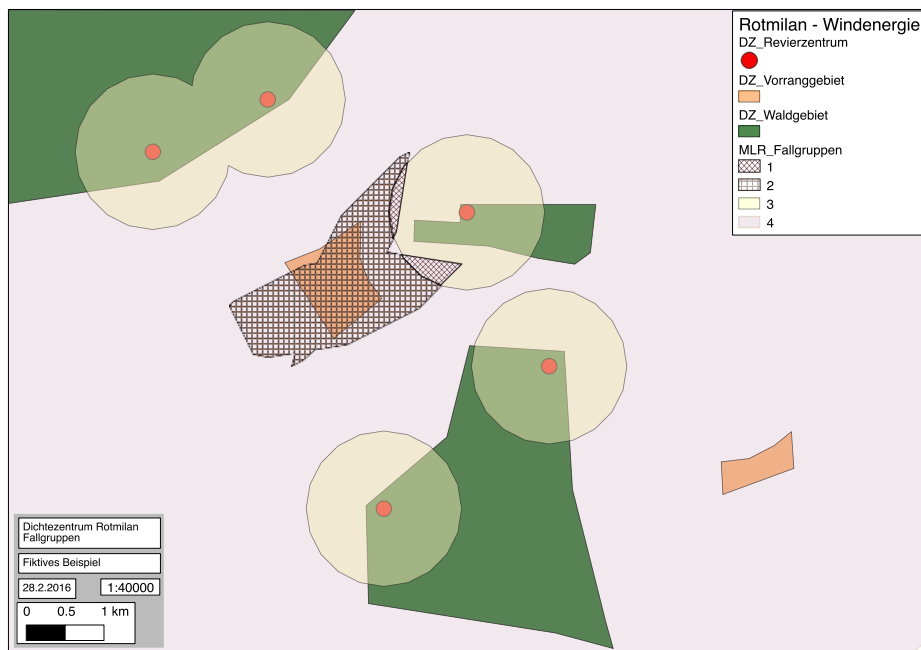 Rotmilan - Windenergie
DZ_Revierzentrum
DZ_Vorranggebiet
DZ_Waldgebiet
MLR_Fallgruppen
1
2
3
4
Dichtezentrum Rotmilan
Fallgruppen
Fiktives Beispiel
28.2.2016 1:40000
0 0.5 1 km